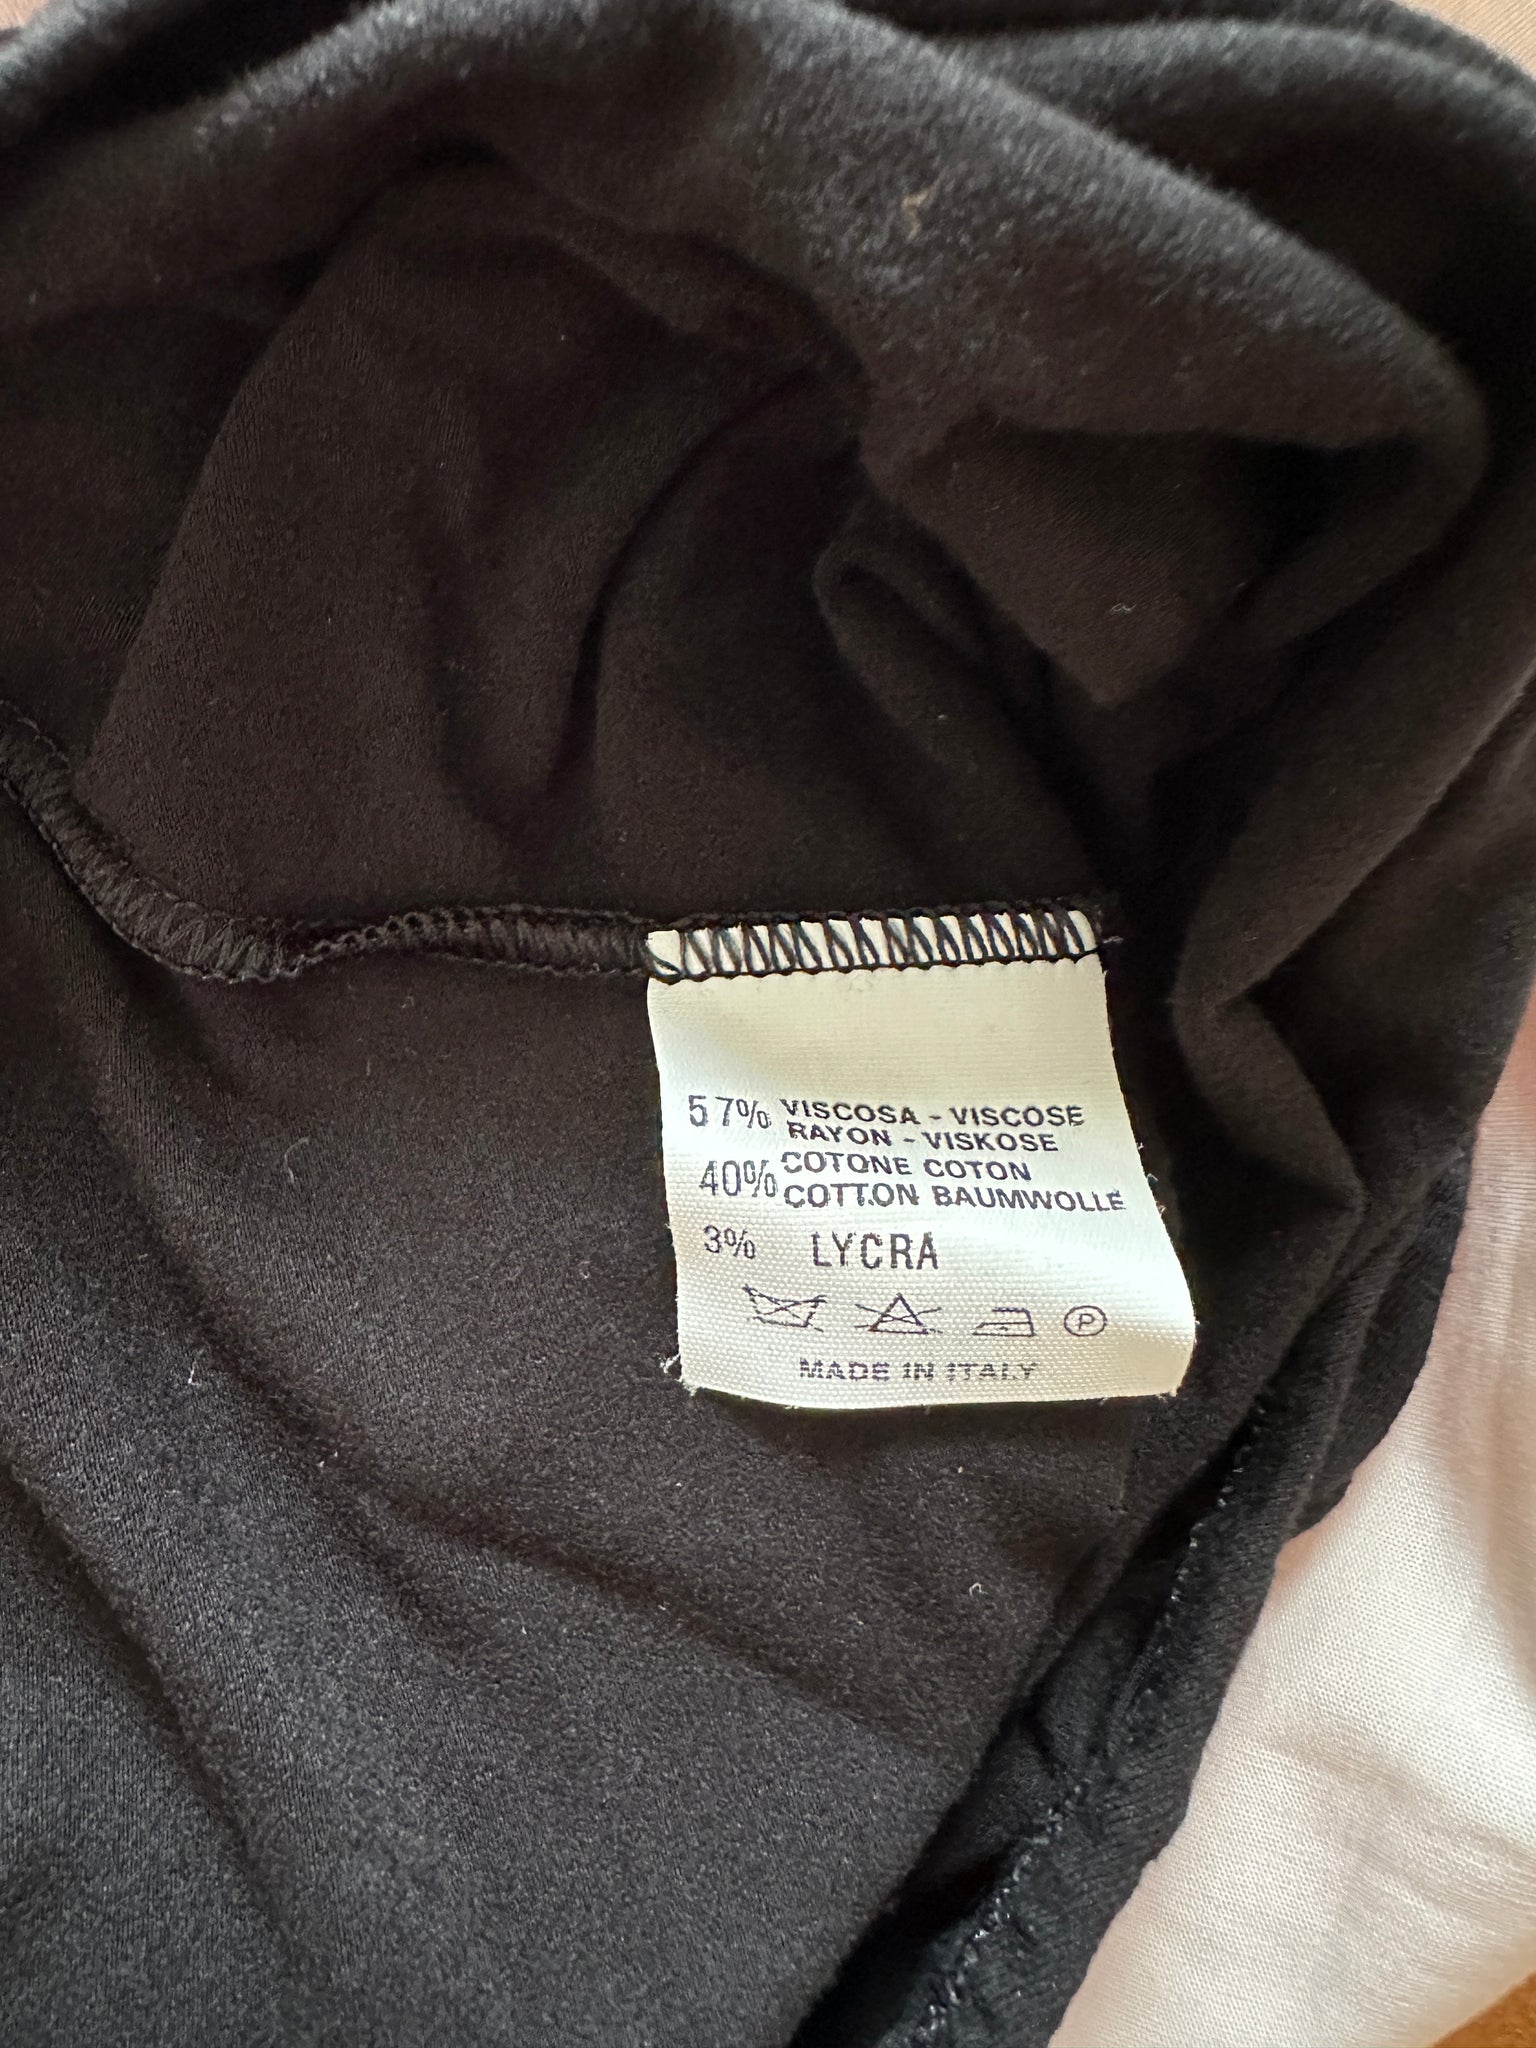 57% VISCOSA - VISCOSE
RAYON - VISKOSE
40% COTONE COTON
COTTON BAUMWOLLE
3% LYCRA
P
MADE IN ITALY